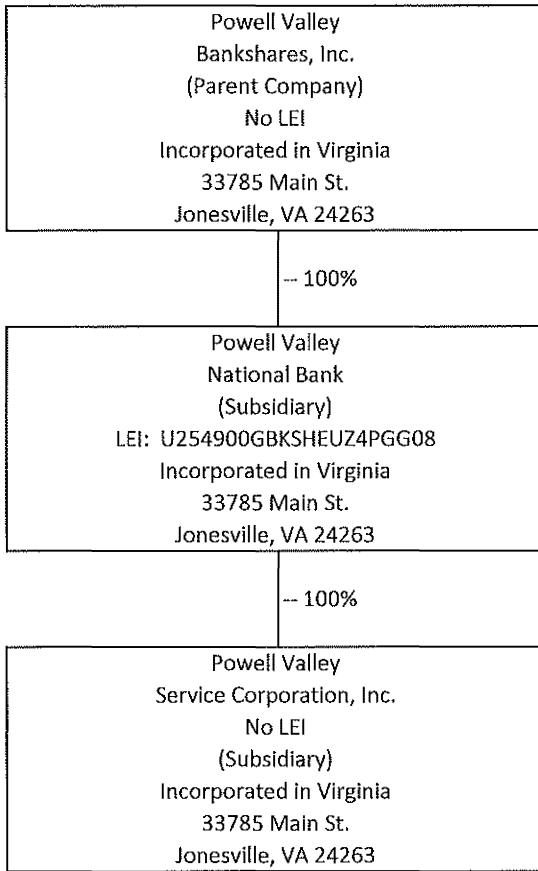 Powell Valley
Bankshares, Inc.
(Parent Company)
No LEI
Incorporated in Virginia
33785 Main St.
Jonesville, VA 24263
-- 100%
Powell Valley
National Bank
(Subsidiary)
LEI: U254900GBKSHEUZ4PGG08
Incorporated in Virginia
33785 Main St.
Jonesville, VA 24263
-- 100%
Powell Valley
Service Corporation, Inc.
No LEI
(Subsidiary)
Incorporated in Virginia
33785 Main St.
Jonesville, VA 24263